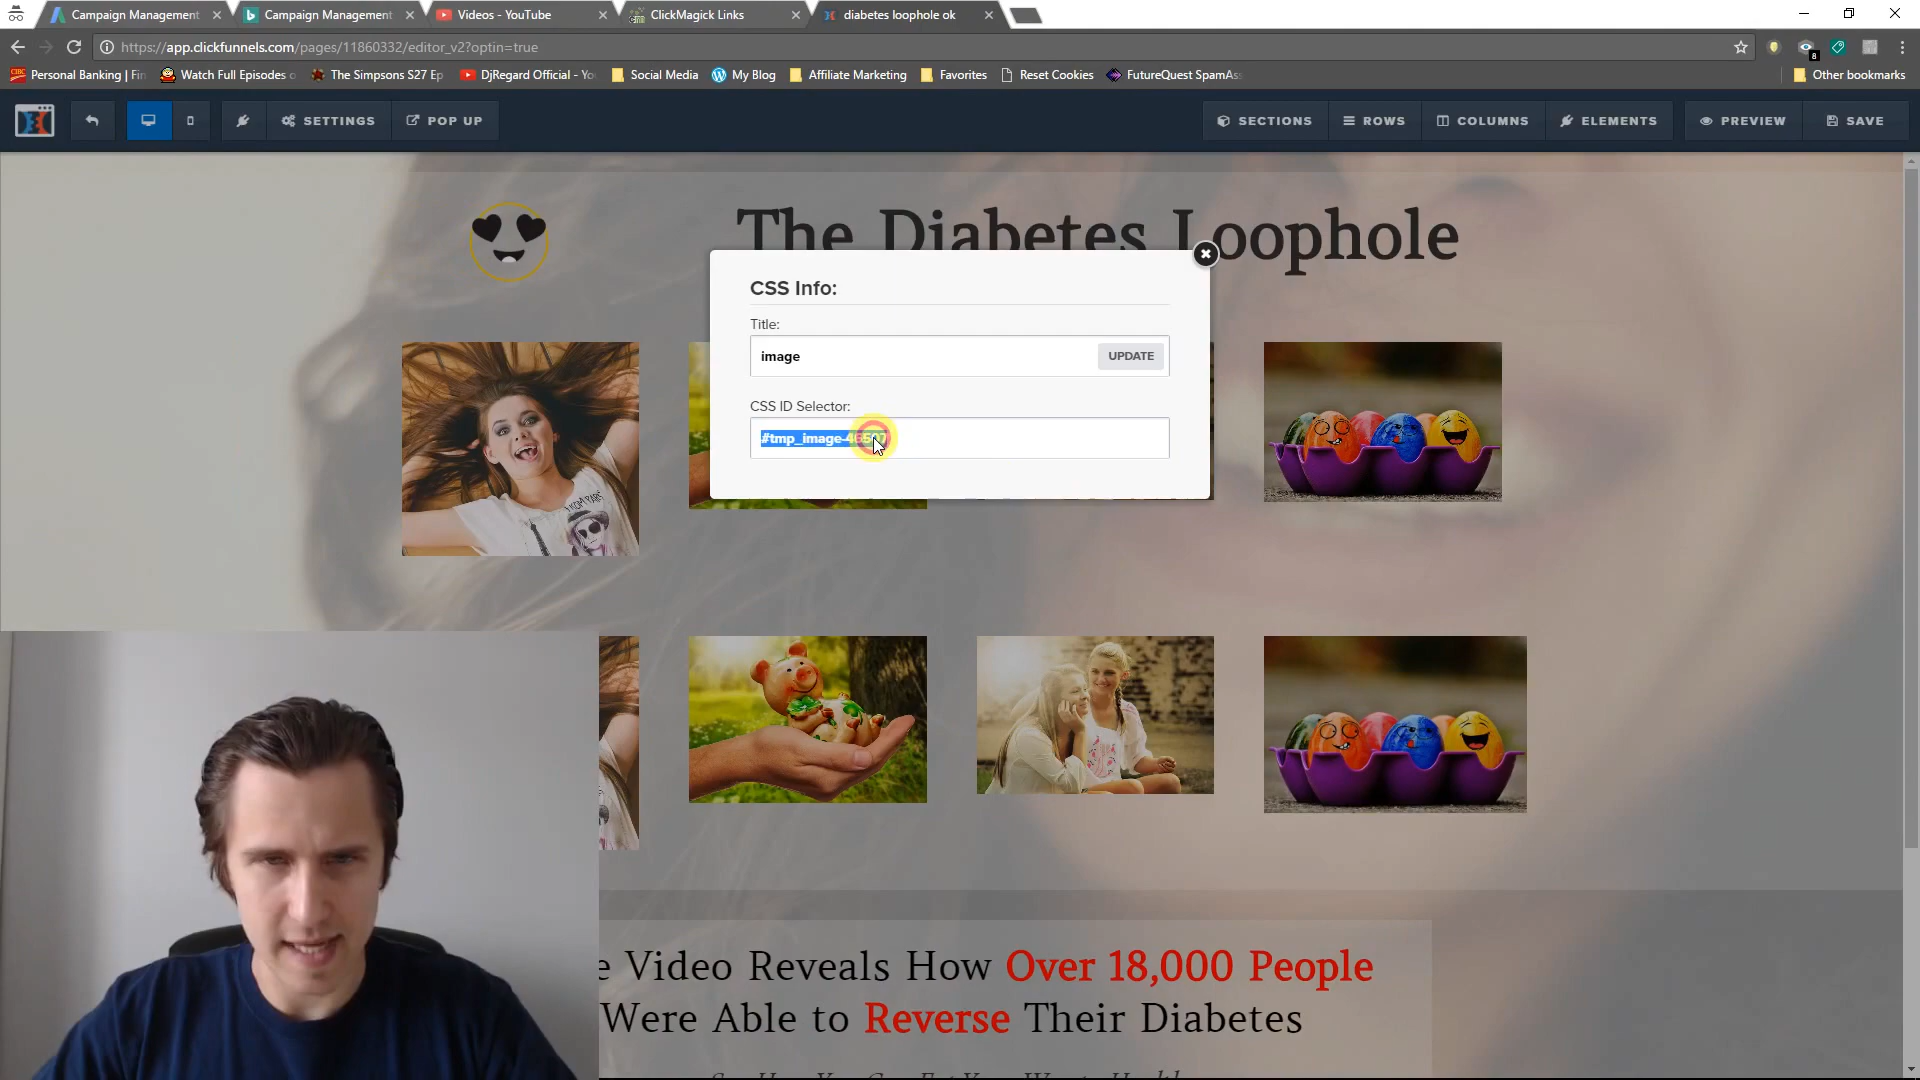 Campaign Management
Campaign Management
Videos - YouTube
ClickMagick Links
diabetes loophole ok
https://app.clickfunnels.com/pages/11860332/editor_v2?optin=true
Personal Banking | Fin
Watch Full Episodes o
The Simpsons S27 Ep
DjRegard Official - Yo
Social Media
My Blog
Affiliate Marketing
Favorites
Reset Cookies
FutureQuest SpamAs
Other bookmarks
8
SETTINGS
POP UP
SECTIONS
ROWS
COLUMNS
ELEMENTS
PREVIEW
SAVE
The Diabetes Loophole
CSS Info:
Title:
image
UPDATE
CSS ID Selector:
e Video Reveals How Over 18,000 People
Were Able to Reverse Their Diabetes